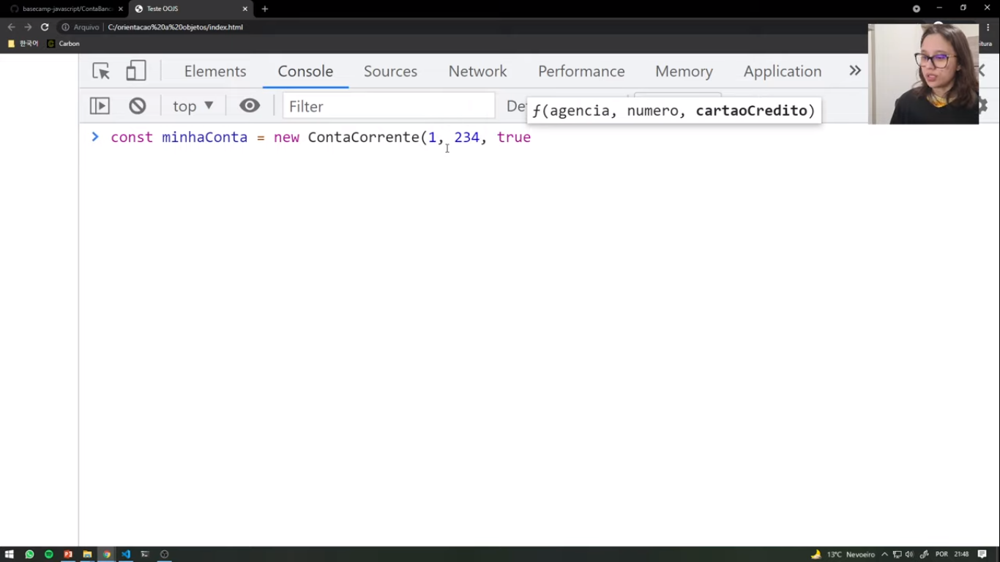 basecamp-javascript/ContaBanc
Teste OOJS
Arquivo C:/orientacao%20a%20objetos/index.html
한국어 Carbon
itura
Elements Console Sources Network Performance Memory Application
top Filter De
ƒ(agencia, numero, cartaoCredito)
const minhaConta = new ContaCorrente(1, 234, true
13°C Nevoeiro POR 21:48